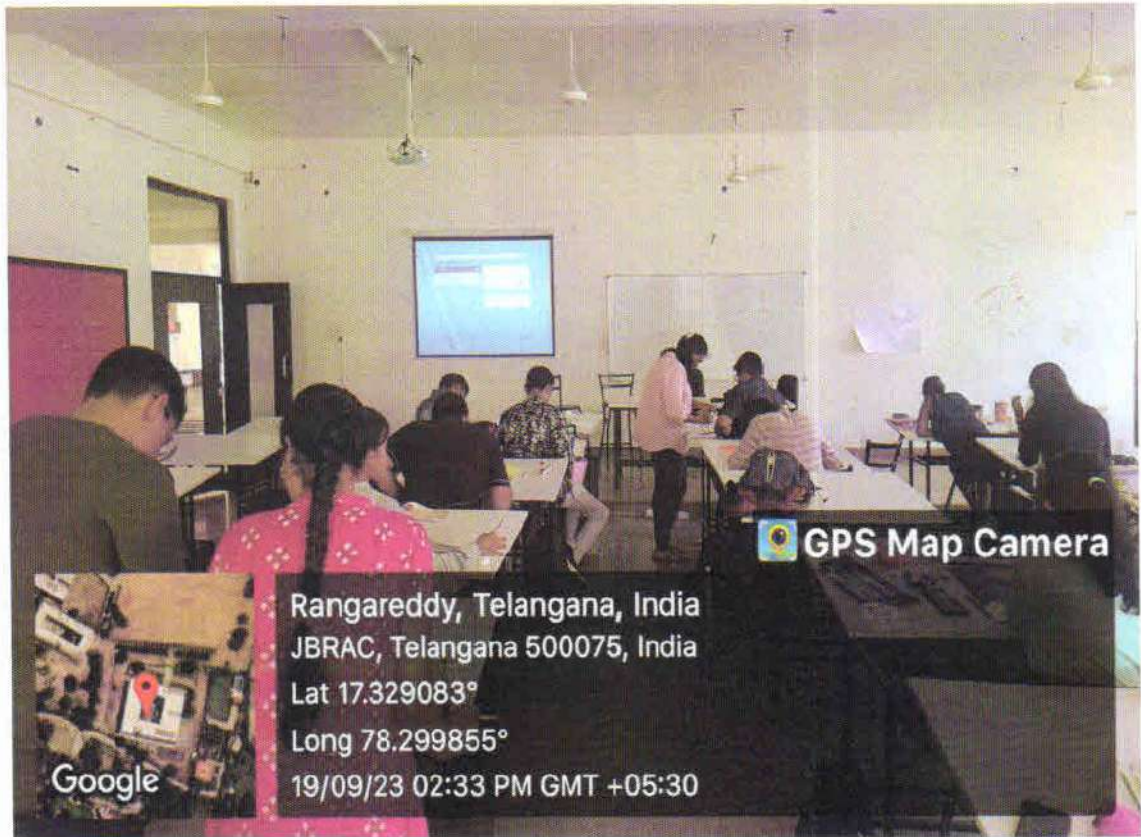 GPS Map Camera
Rangareddy, Telangana, India
JBRAC, Telangana 500075, India
Lat 17.329083°
Long 78.299855°
19/09/23 02:33 PM GMT +05:30
Google